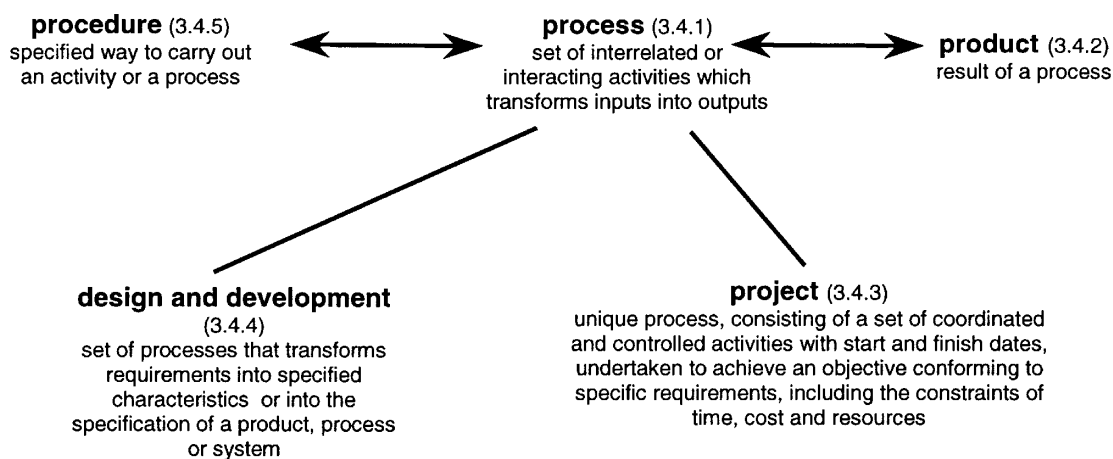 procedure (3.4.5)
specified way to carry out
an activity or a process
process (3.4.1)
set of interrelated or
interacting activities which
transforms inputs into outputs
product (3.4.2)
result of a process
design and development
(3.4.4)
set of processes that transforms
requirements into specified
characteristics or into the
specification of a product, process
or system
project (3.4.3)
unique process, consisting of a set of coordinated
and controlled activities with start and finish dates,
undertaken to achieve an objective conforming to
specific requirements, including the constraints of
time, cost and resources